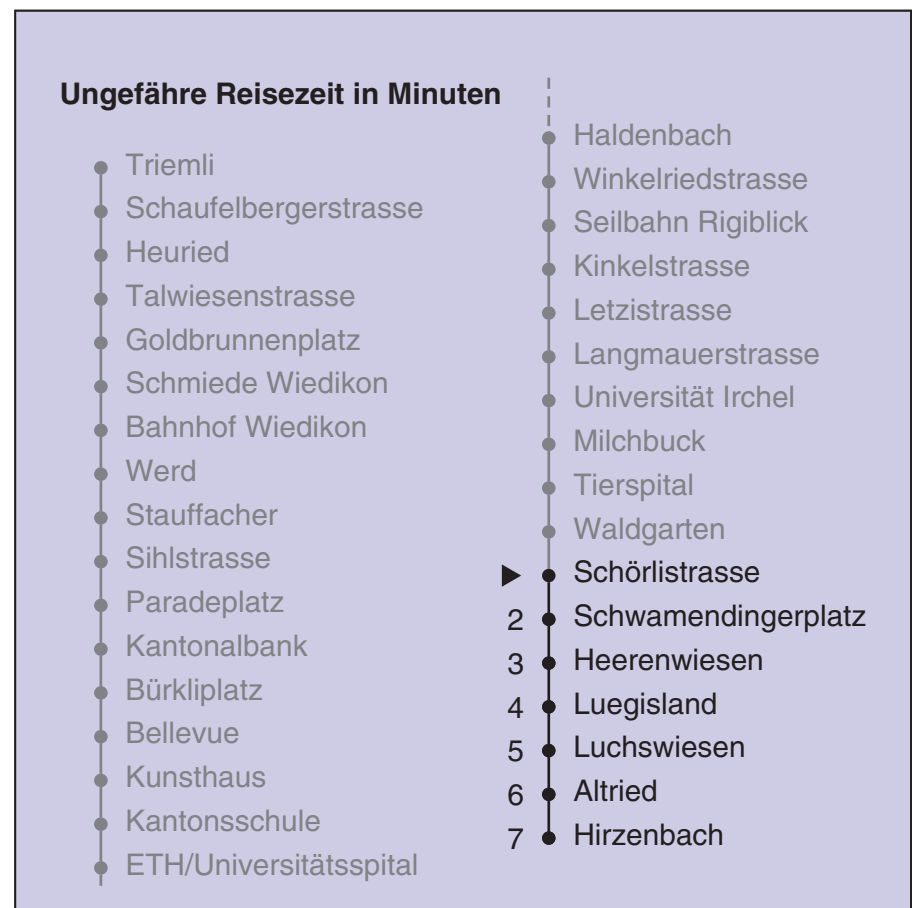 Ungefähre Reisezeit in Minuten
Triemli
Schaufelbergerstrasse
Heuried
Talwiesenstrasse
Goldbrunnenplatz
Schmiede Wiedikon
Bahnhof Wiedikon
Werd
Stauffacher
Sihlstrasse
Paradeplatz
Kantonalbank
Bürkliplatz
Bellevue
Kunsthaus
Kantonsschule
ETH/Universitätsspital
Haldenbach
Winkelriedstrasse
Seilbahn Rigiblick
Kinkelstrasse
Letzistrasse
Langmauerstrasse
Universität Irchel
Milchbuck
Tierspital
Waldgarten
Schörlistrasse
2 Schwamendingerplatz
3 Heerenwiesen
4 Luegisland
5 Luchswiesen
6 Altried
7 Hirzenbach